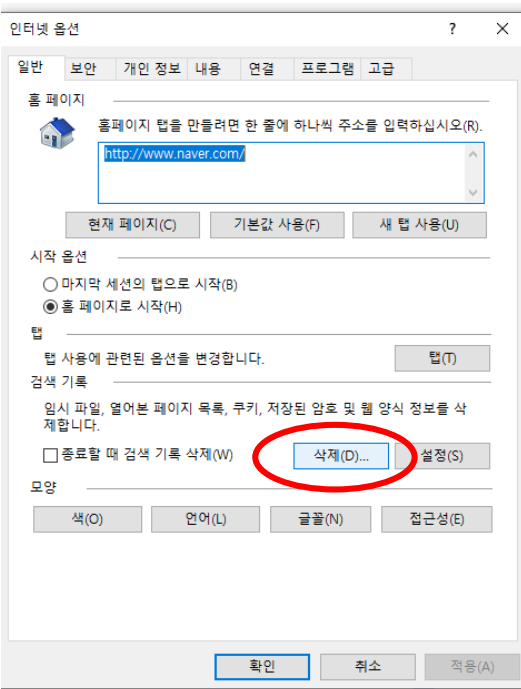 인터넷 옵션 ?
일반 보안 개인 정보 내용 연결 프로그램 고급
홈 페이지
홈페이지 탭을 만들려면 한 줄에 하나씩 주소를 입력하십시오(R).
http://www.naver.com/
현재 페이지(C) 기본값 사용(F) 새 탭 사용(U)
시작 옵션
마지막 세션의 탭으로 시작(B)
홈 페이지로 시작(H)
탭
탭 사용에 관련된 옵션을 변경합니다. 탭(T)
검색 기록
임시 파일, 열어본 페이지 목록, 쿠키, 저장된 암호 및 웹 양식 정보를 삭
제합니다.
종료할 때 검색 기록 삭제(W) 삭제(D)... 설정(S)
모양
색(O) 언어(L) 글꼴(N) 접근성(E)
확인 취소 적용(A)